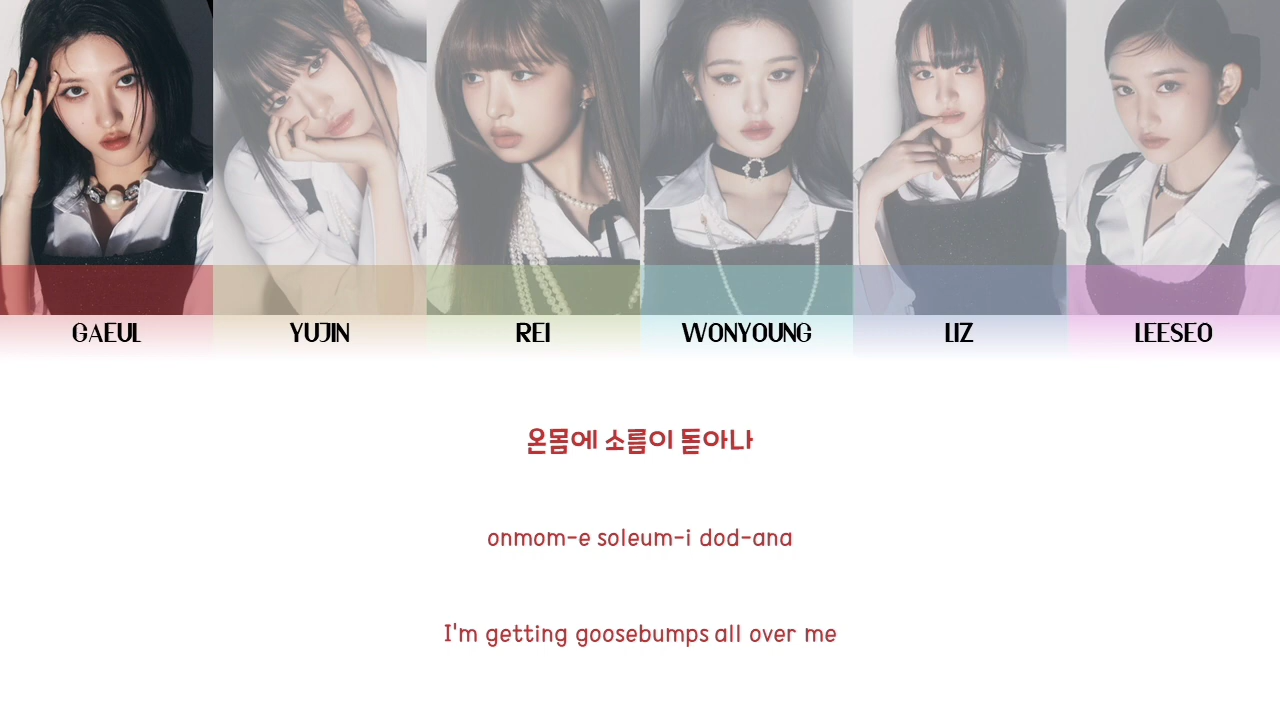 GAEUL YUJIN REI WONYOUNG LIZ LEESEO
온몸에 소름이 돋아나
onmom-e soleum-i dod-ana
I'm getting goosebumps all over me